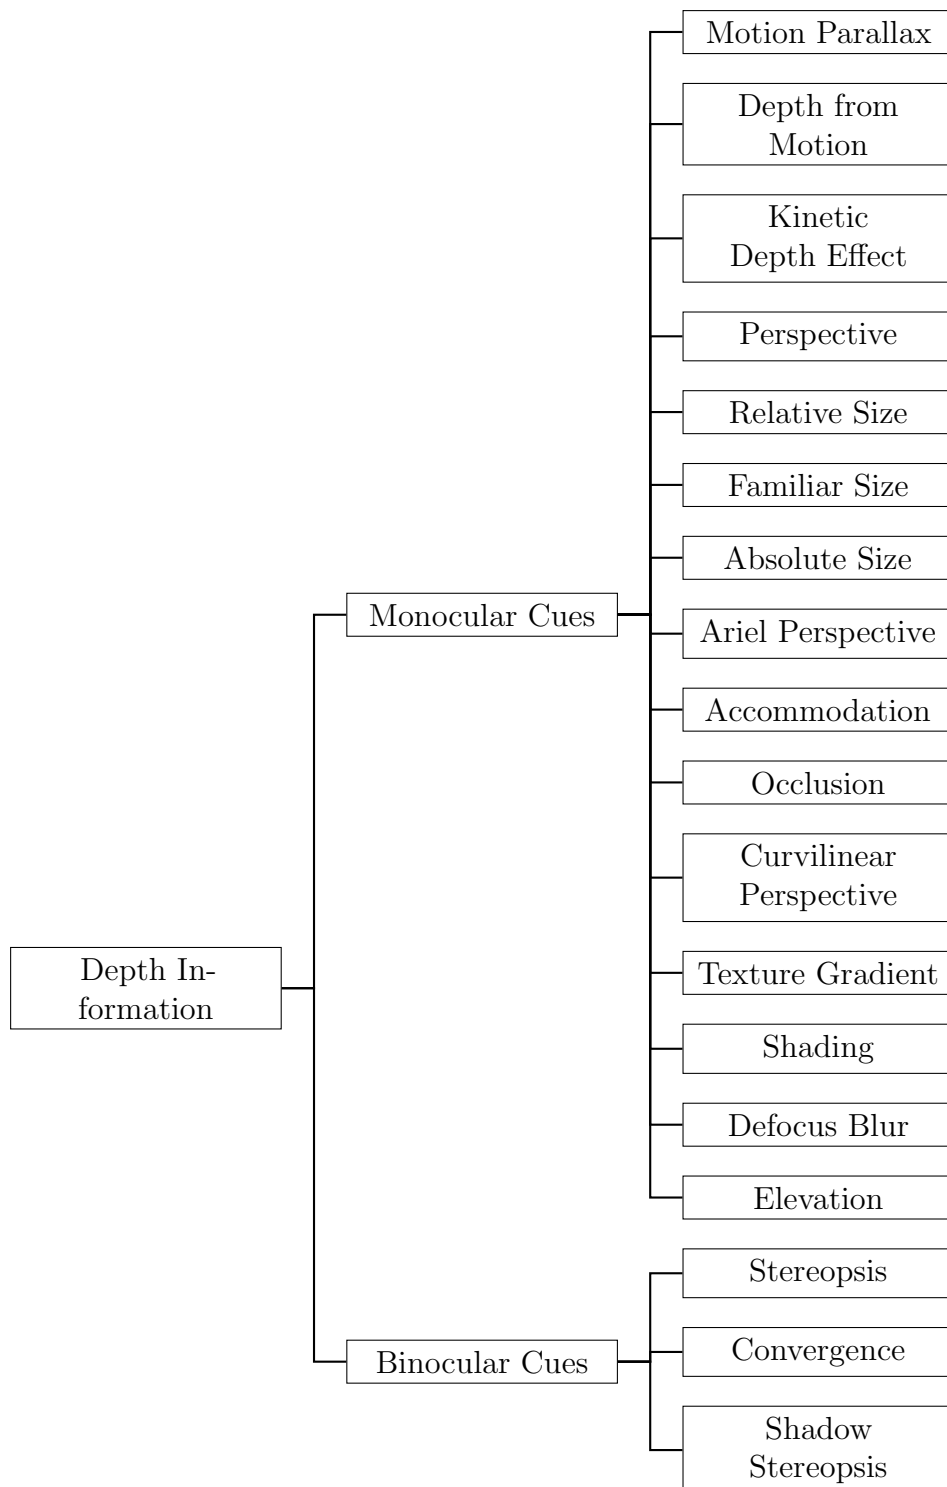 Motion Parallax
Depth from
Motion
Kinetic
Depth Effect
Perspective
Relative Size
Familiar Size
Absolute Size
Monocular Cues
Ariel Perspective
Accommodation
Occlusion
Curvilinear
Perspective
Depth In-
formation
Texture Gradient
Shading
Defocus Blur
Elevation
Stereopsis
Binocular Cues
Convergence
Shadow
Stereopsis